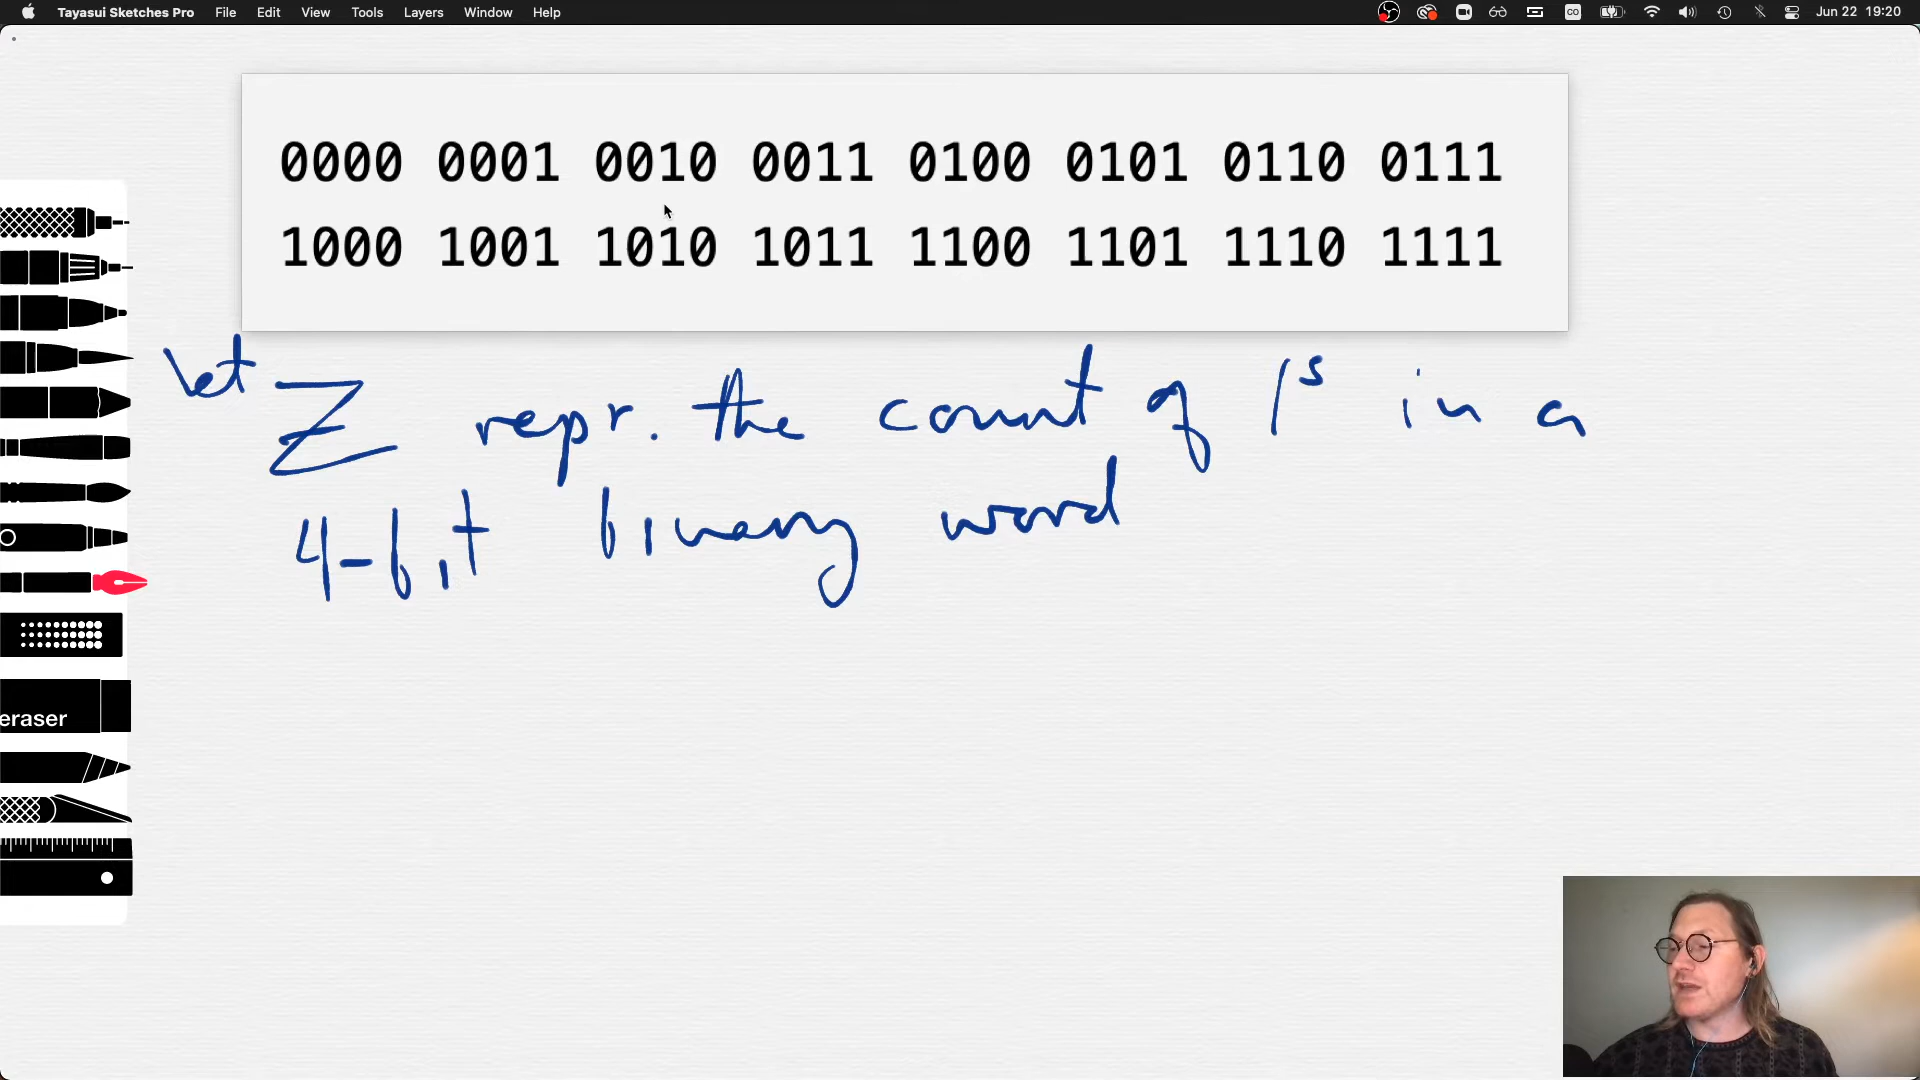 Tayasui Sketches Pro File Edit View Tools Layers Window Help Jun 22 19:20
0000 0001 0010 0011 0100 0101 0110 0111
1000 1001 1010 1011 1100 1101 1110 1111
let Z repr. the count of 1s in a
4-bit binary word
eraser